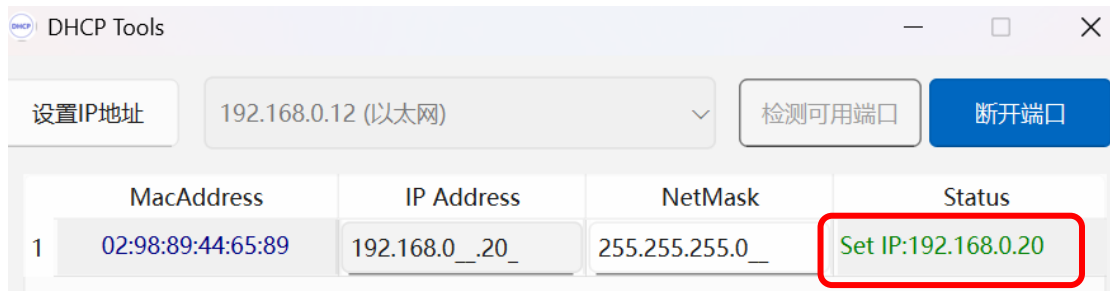 DHCP DHCP Tools
设置IP地址 192.168.0.12 (以太网) 检测可用端口 断开端口
MacAddress IP Address NetMask Status
1 02:98:89:44:65:89 192.168.0__.20_ 255.255.255.0__ Set IP:192.168.0.20